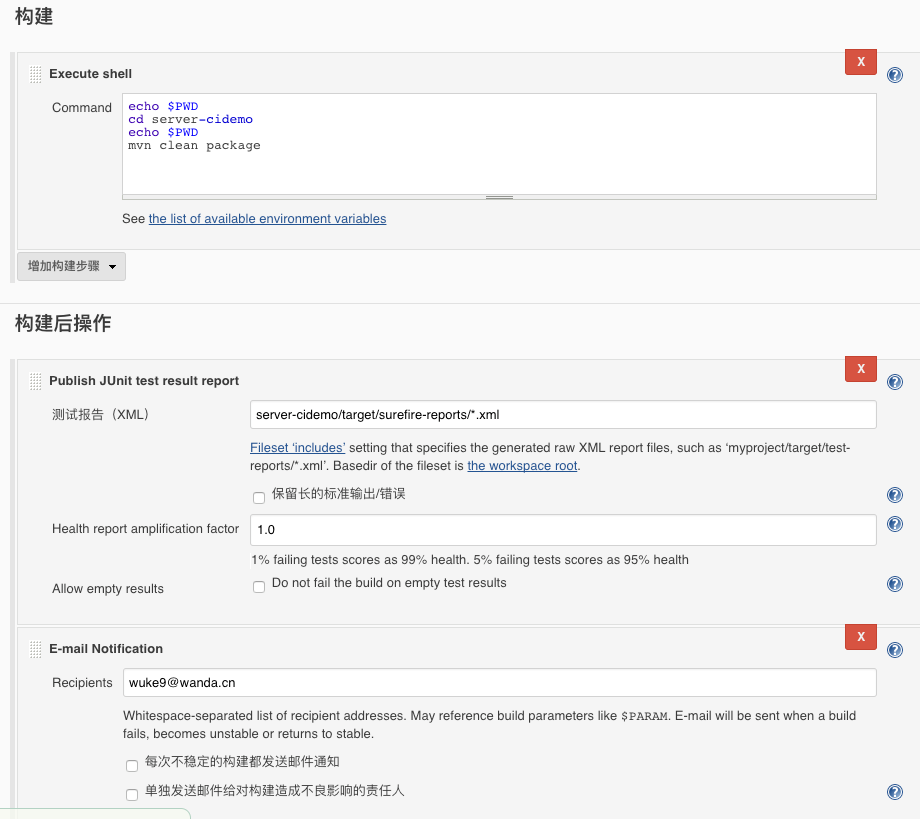 构建
Execute shell
X
Command
echo $PWD
cd server-cidemo
echo $PWD
mvn clean package
See the list of available environment variables
增加构建步骤
构建后操作
Publish JUnit test result report
X
测试报告（XML）
server-cidemo/target/surefire-reports/*.xml
Fileset ‘includes’ setting that specifies the generated raw XML report files, such as ‘myproject/target/test-
reports/*.xml’. Basedir of the fileset is the workspace root.
保留长的标准输出/错误
Health report amplification factor
1.0
1% failing tests scores as 99% health. 5% failing tests scores as 95% health
Allow empty results
Do not fail the build on empty test results
E-mail Notification
X
Recipients
wuke9@wanda.cn
Whitespace-separated list of recipient addresses. May reference build parameters like $PARAM. E-mail will be sent when a build
fails, becomes unstable or returns to stable.
每次不稳定的构建都发送邮件通知
单独发送邮件给对构建造成不良影响的责任人